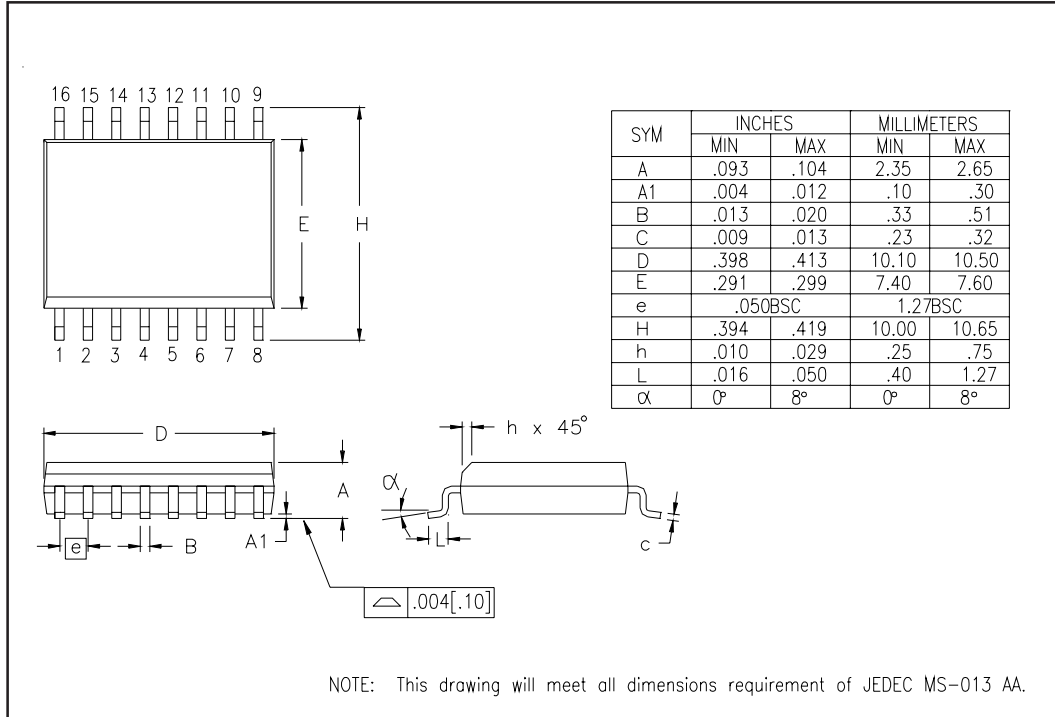 16 15 14 13 12 11 10 9
E
H
1 2 3 4 5 6 7 8
SYM INCHES MILLIMETERS
MIN MAX MIN MAX
A .093 .104 2.35 2.65
A1 .004 .012 .10 .30
B .013 .020 .33 .51
C .009 .013 .23 .32
D .398 .413 10.10 10.50
E .291 .299 7.40 7.60
e .050BSC 1.27BSC
H .394 .419 10.00 10.65
h .010 .029 .25 .75
L .016 .050 .40 1.27
α 0° 8° 0° 8°
D
A
e
B
A1
.004[.10]
h x 45°
α
L
c
NOTE: This drawing will meet all dimensions requirement of JEDEC MS-013 AA.